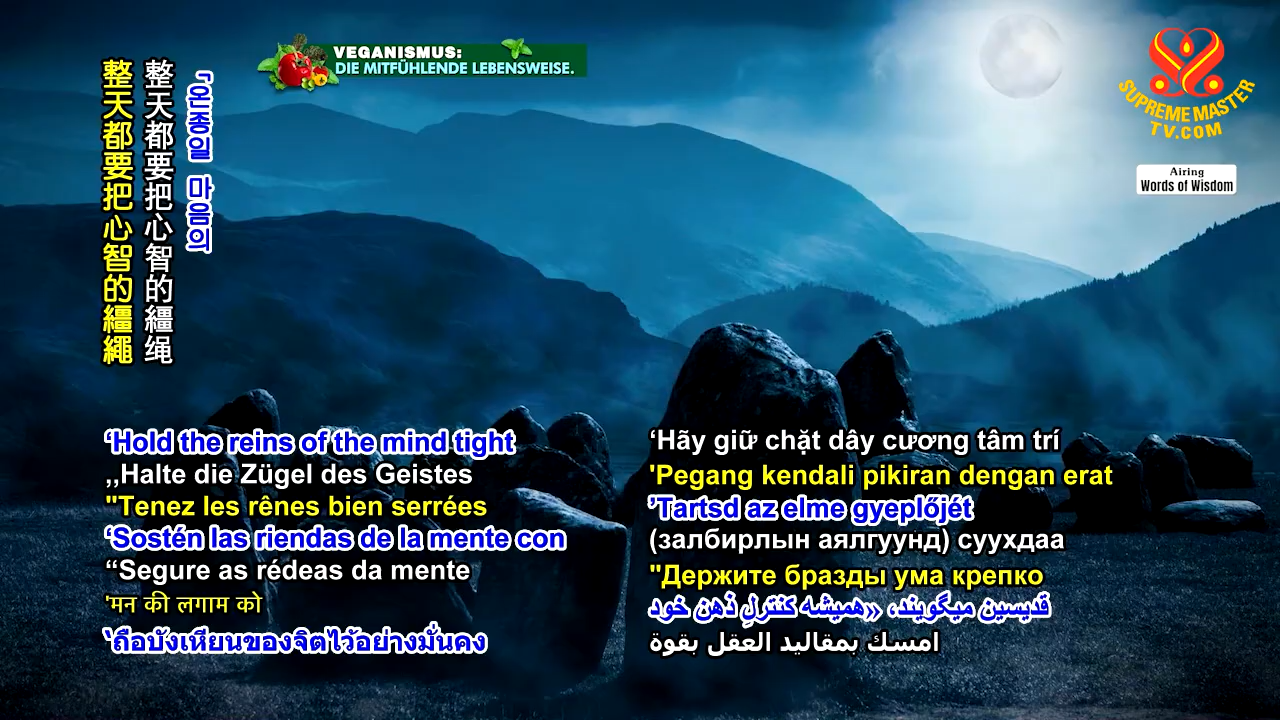 VEGANISMUS:
DIE MITFÜHLENDE LEBENSWEISE.
SUPREME MASTER
TV.COM
Airing
Words of Wisdom
「온종일 마음의
整天都要把心智的繮绳
整天都要把心智的繮繩
‘Hold the reins of the mind tight
,,Halte die Zügel des Geistes
"Tenez les rênes bien serrées
‘Sostén las riendas de la mente con
“Segure as rédeas da mente
'मन की लगाम को
‘ถือบังเหียนของจิตไว้อย่างมั่นคง
‘Hãy giữ chặt dây cương tâm trí
'Pegang kendali pikiran dengan erat
’Tartsd az elme gyeplőjét
(залбирлын аялгуунд) суухдаа
"Держите бразды ума крепко
قدیسین میگویند، «همیشه کنترلِ ذهن خود
امسك بمقاليد العقل بقوة